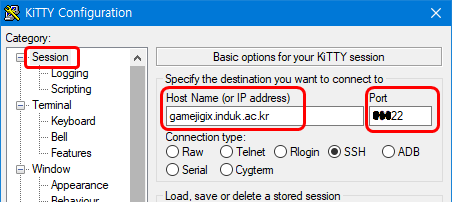 KiTTY Configuration
Category:
Session
Logging
Scripting
Terminal
Keyboard
Bell
Features
Window
Appearance
Behaviour
Basic options for your KiTTY session
Specify the destination you want to connect to
Host Name (or IP address) Port
gamejigix.induk.ac.kr 22
Connection type:
Raw Telnet Rlogin SSH ADB
Serial Cygterm
Load, save or delete a stored session